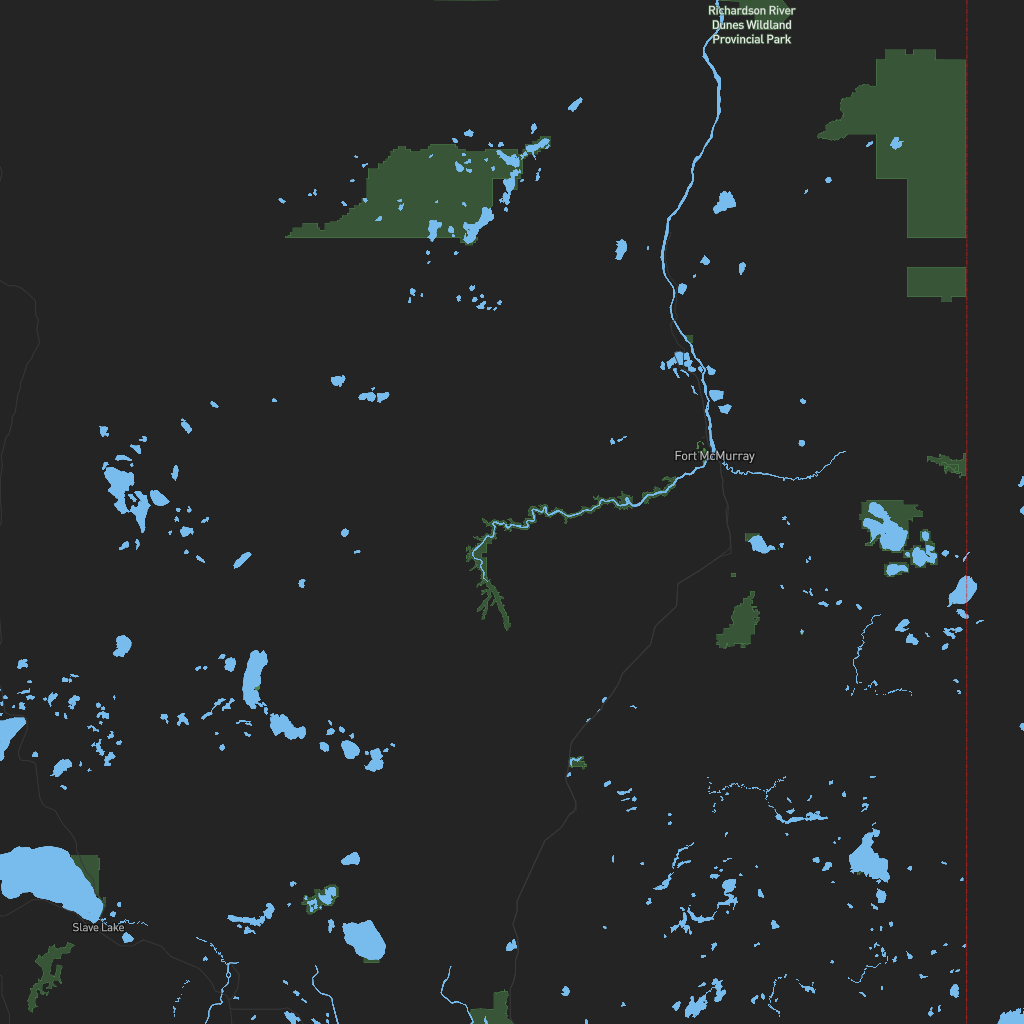 Richardson River
Dunes Wildland
Provincial Park
Fort McMurray
Slave Lake